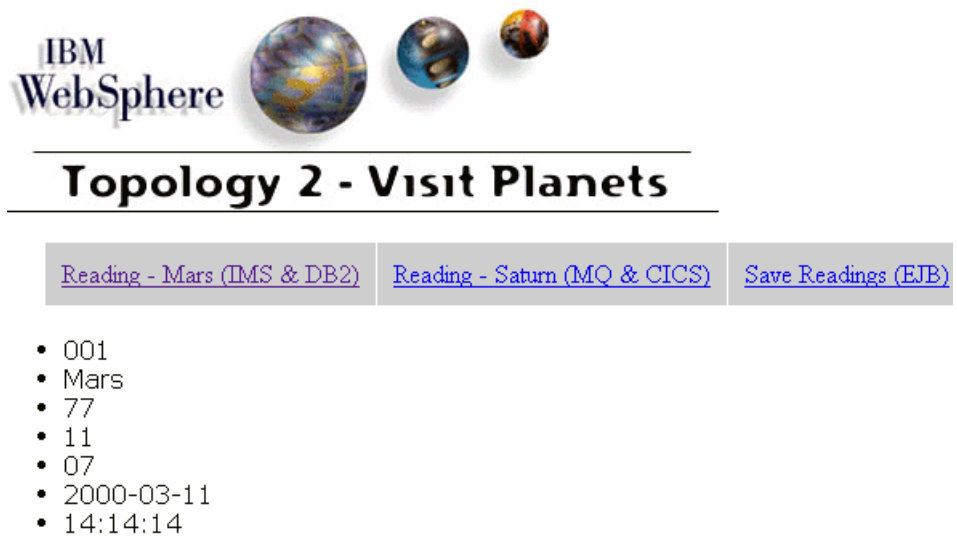 IBM
WebSphere
Topology 2 - Visit Planets
Reading - Mars (IMS & DB2) Reading - Saturn (MQ & CICS) Save Readings (EJB)
• 001
• Mars
• 77
• 11
• 07
• 2000-03-11
• 14:14:14